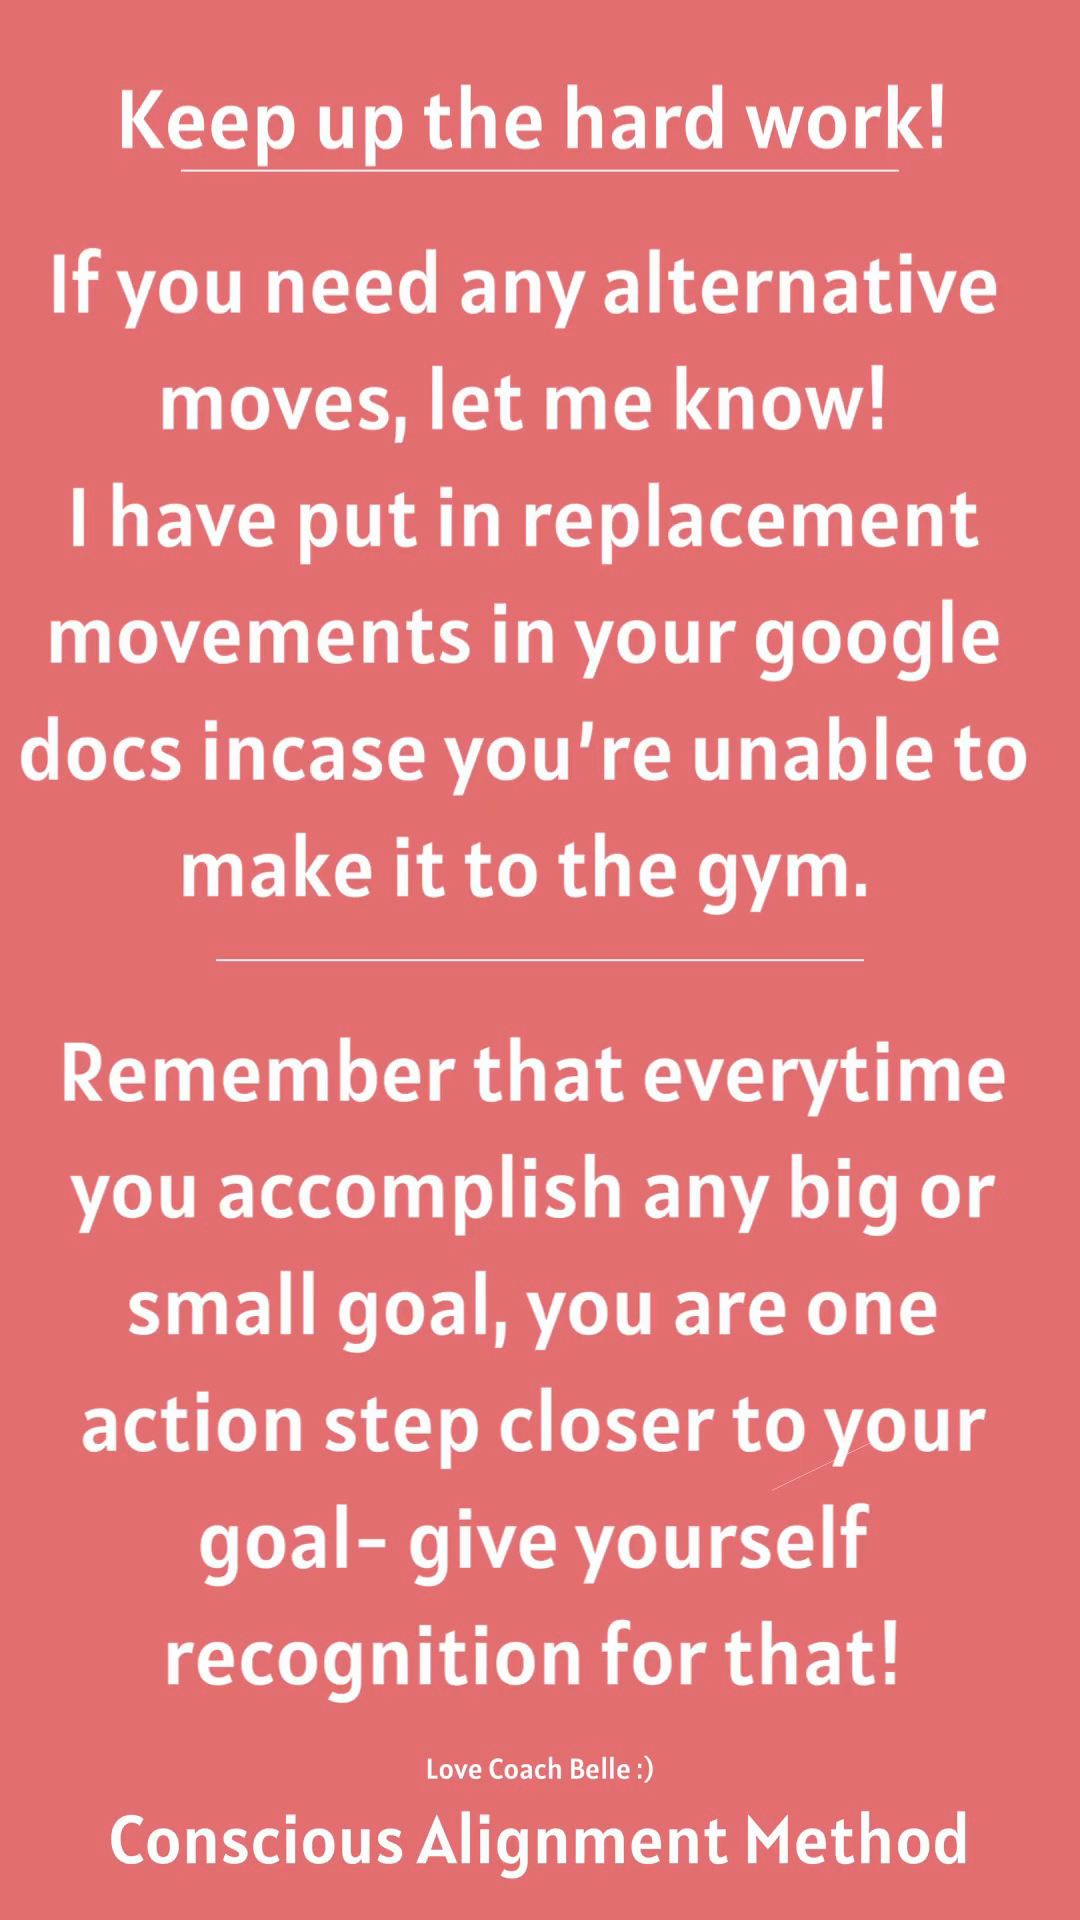 Keep up the hard work!
If you need any alternative
moves, let me know!
I have put in replacement
movements in your google
docs incase you're unable to
make it to the gym.
Remember that everytime
you accomplish any big or
small goal, you are one
action step closer to your
goal- give yourself
recognition for that!
Love Coach Belle :)
Conscious Alignment Method